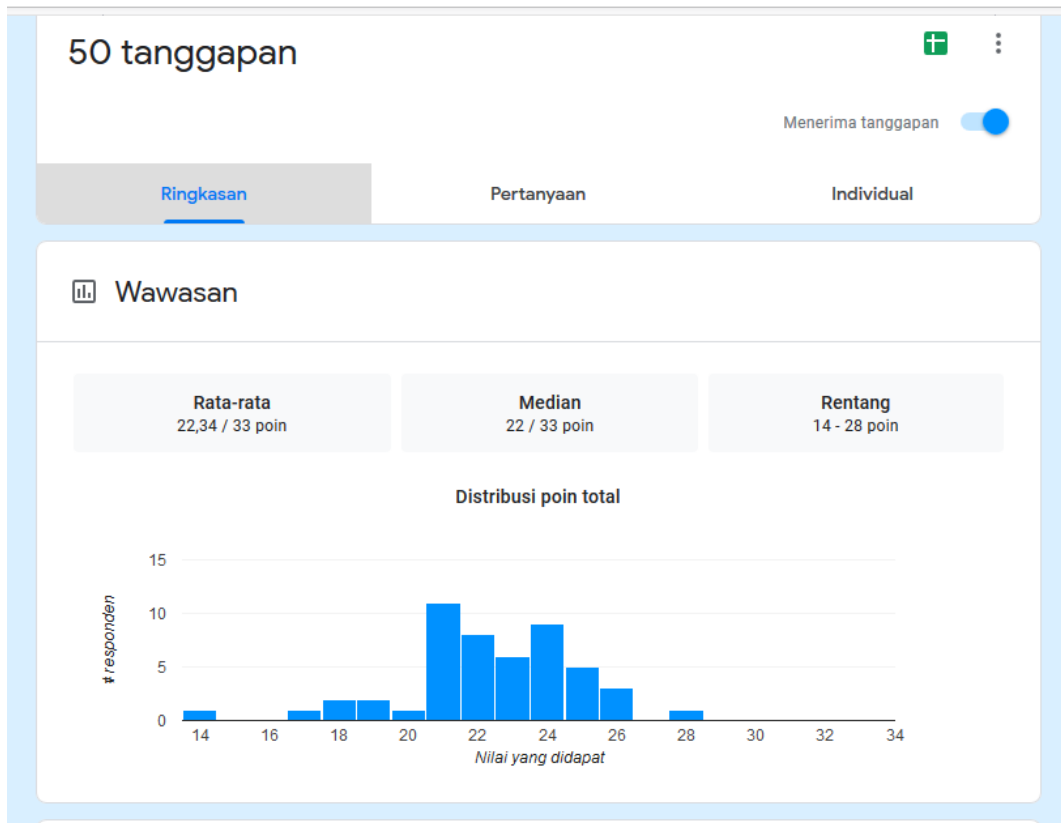 50 tanggapan
Menerima tanggapan
Ringkasan
Pertanyaan
Individual
Wawasan
Rata-rata
22,34 / 33 poin
Median
22 / 33 poin
Rentang
14 - 28 poin
Distribusi poin total
15
10
5
0
# responden
14 16 18 20 22 24 26 28 30 32 34
Nilai yang didapat